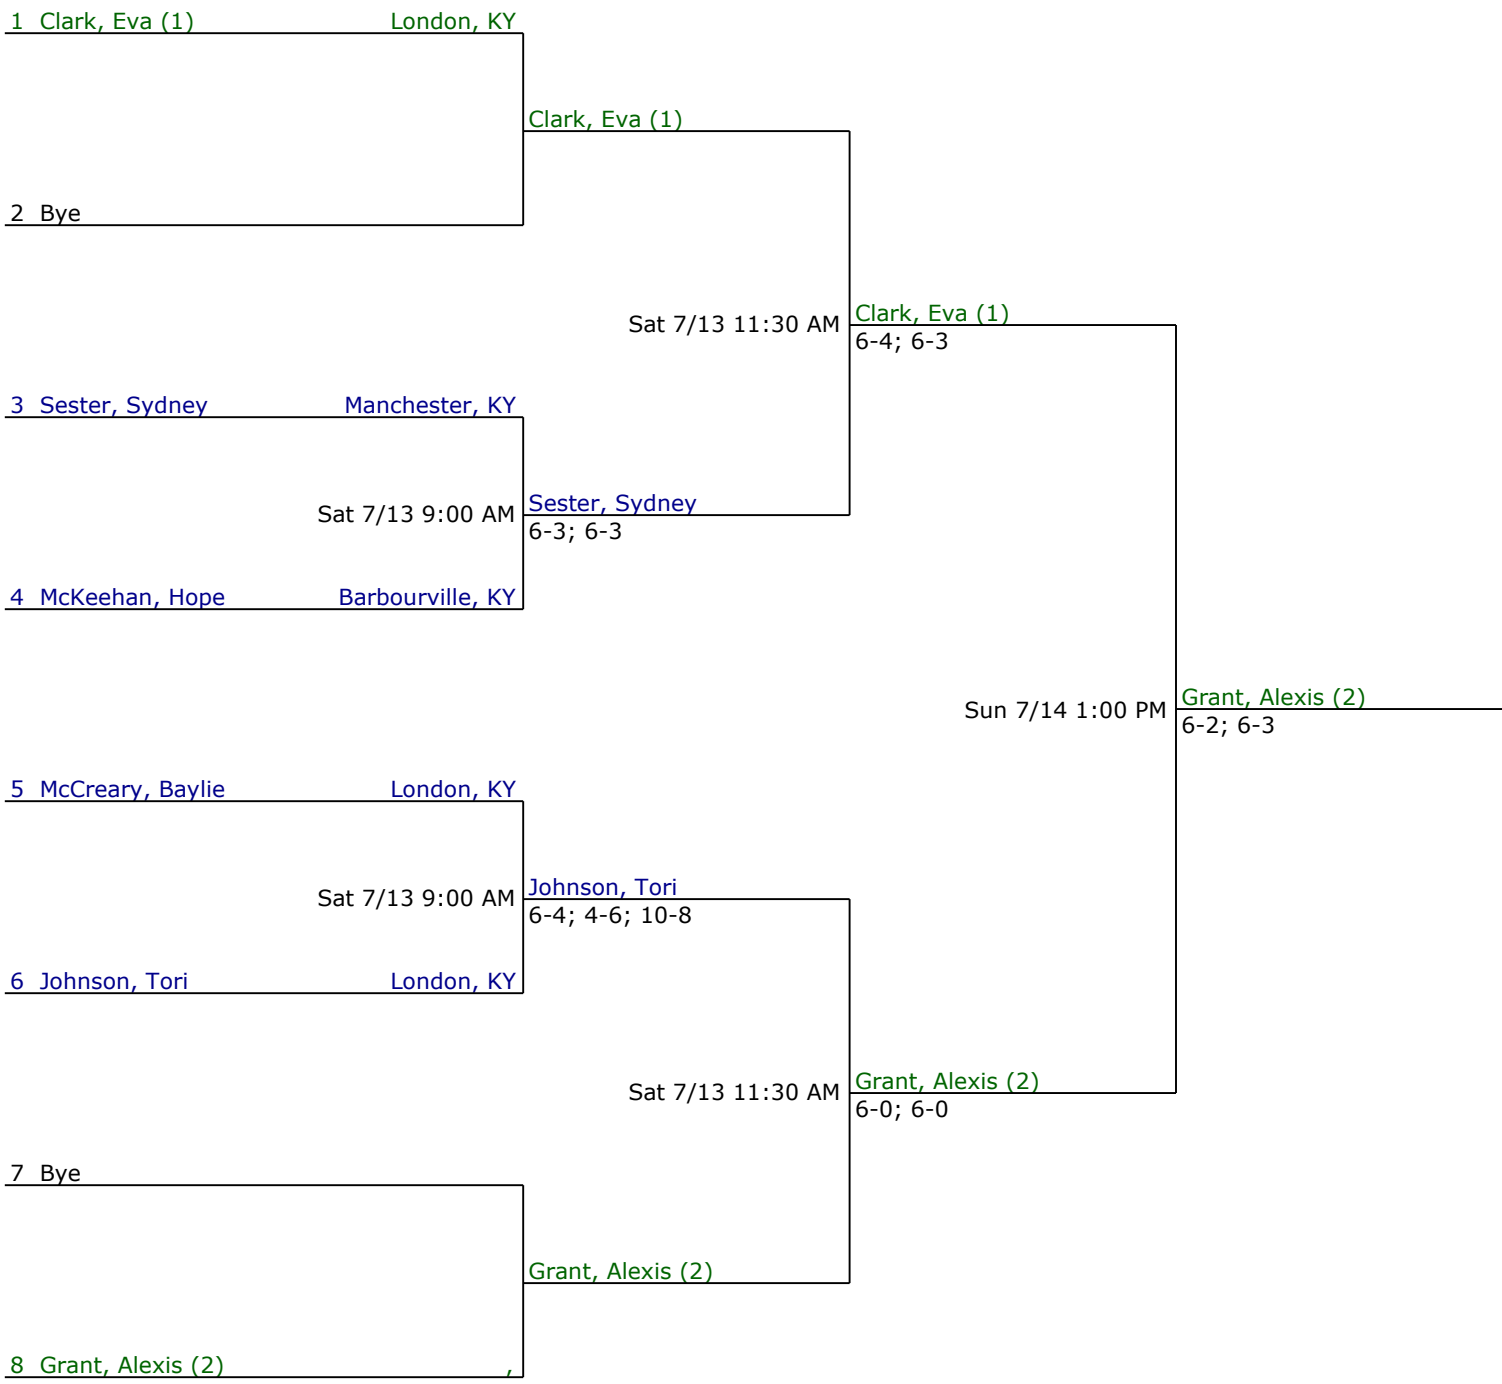 1 Clark, Eva (1) London, KY
Clark, Eva (1)
2 Bye
Sat 7/13 11:30 AM
Clark, Eva (1)
6-4; 6-3
3 Sester, Sydney Manchester, KY
Sat 7/13 9:00 AM
Sester, Sydney
6-3; 6-3
4 McKeehan, Hope Barbourville, KY
Sun 7/14 1:00 PM
Grant, Alexis (2)
6-2; 6-3
5 McCreary, Baylie London, KY
Sat 7/13 9:00 AM
Johnson, Tori
6-4; 4-6; 10-8
6 Johnson, Tori London, KY
Sat 7/13 11:30 AM
Grant, Alexis (2)
6-0; 6-0
7 Bye
Grant, Alexis (2)
8 Grant, Alexis (2) ,